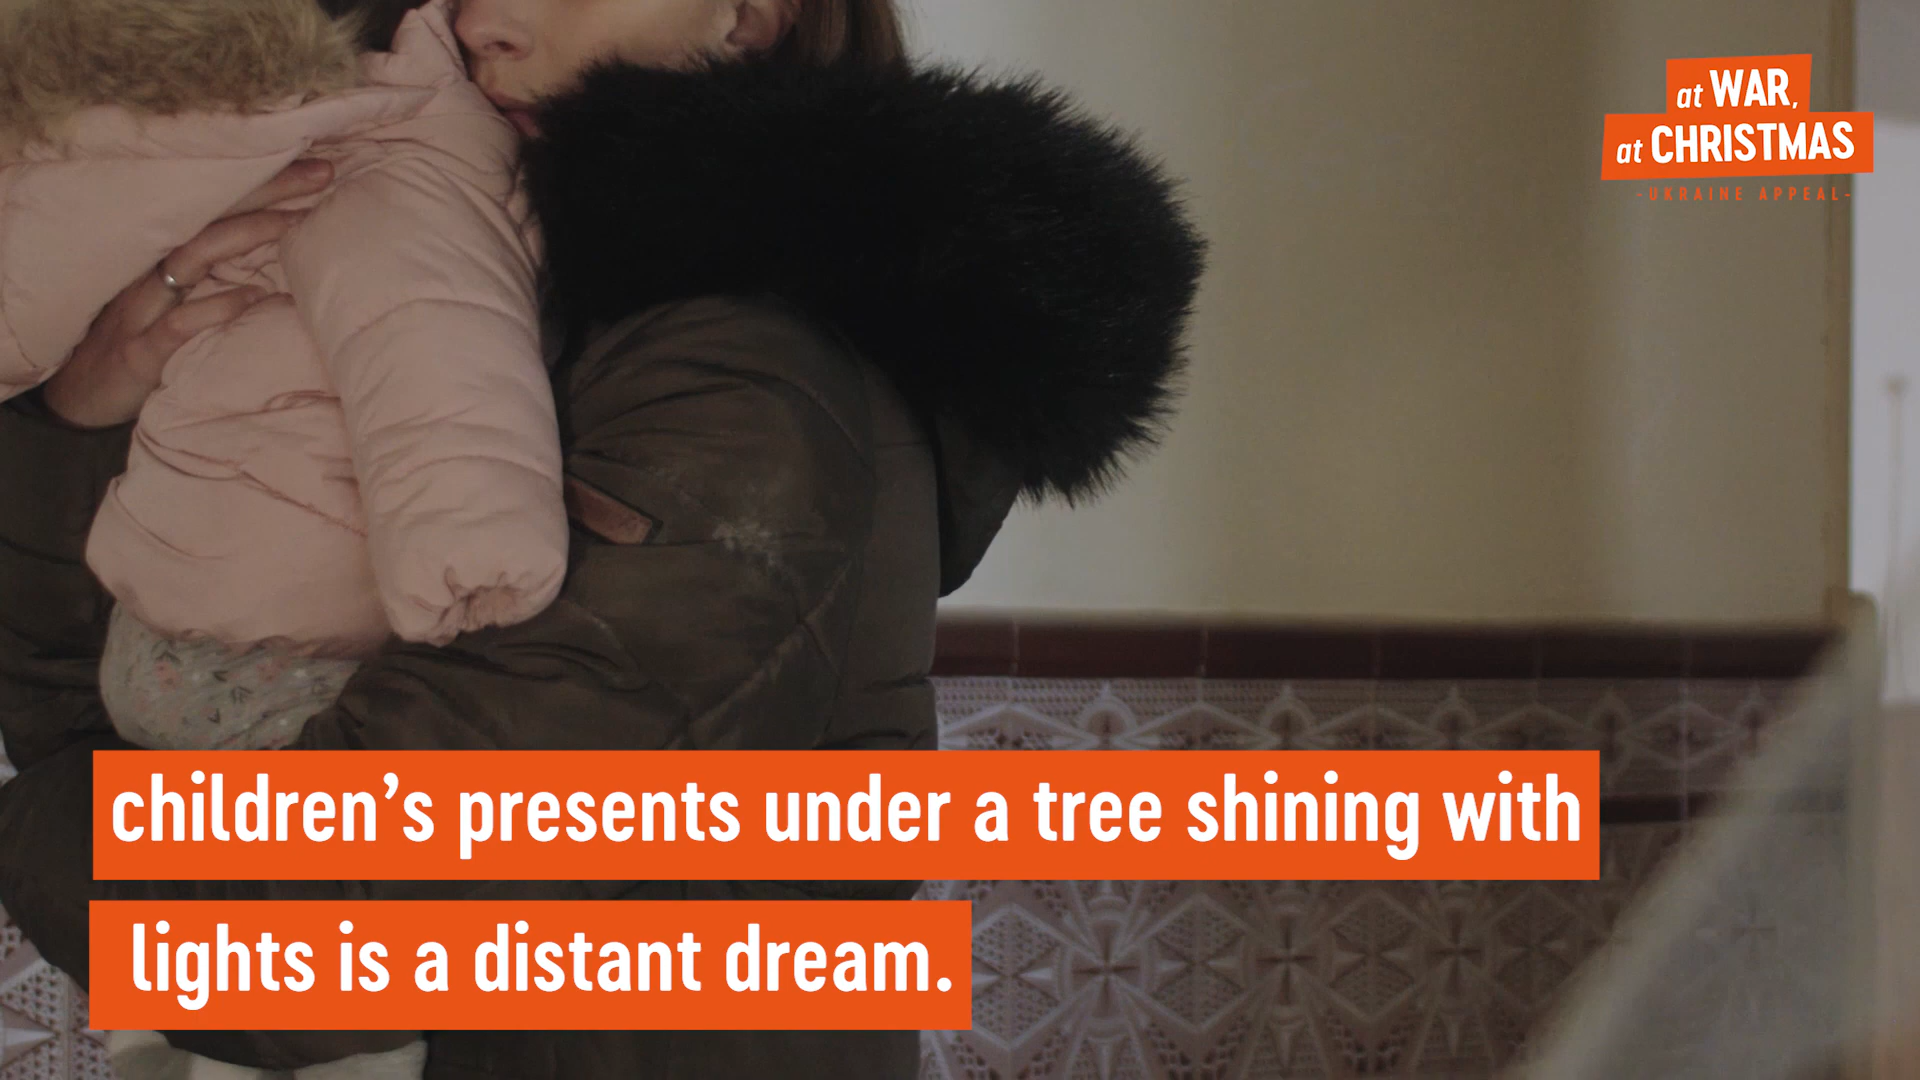 at WAR,
at CHRISTMAS
-UKRAINE APPEAL-
children’s presents under a tree shining with
lights is a distant dream.